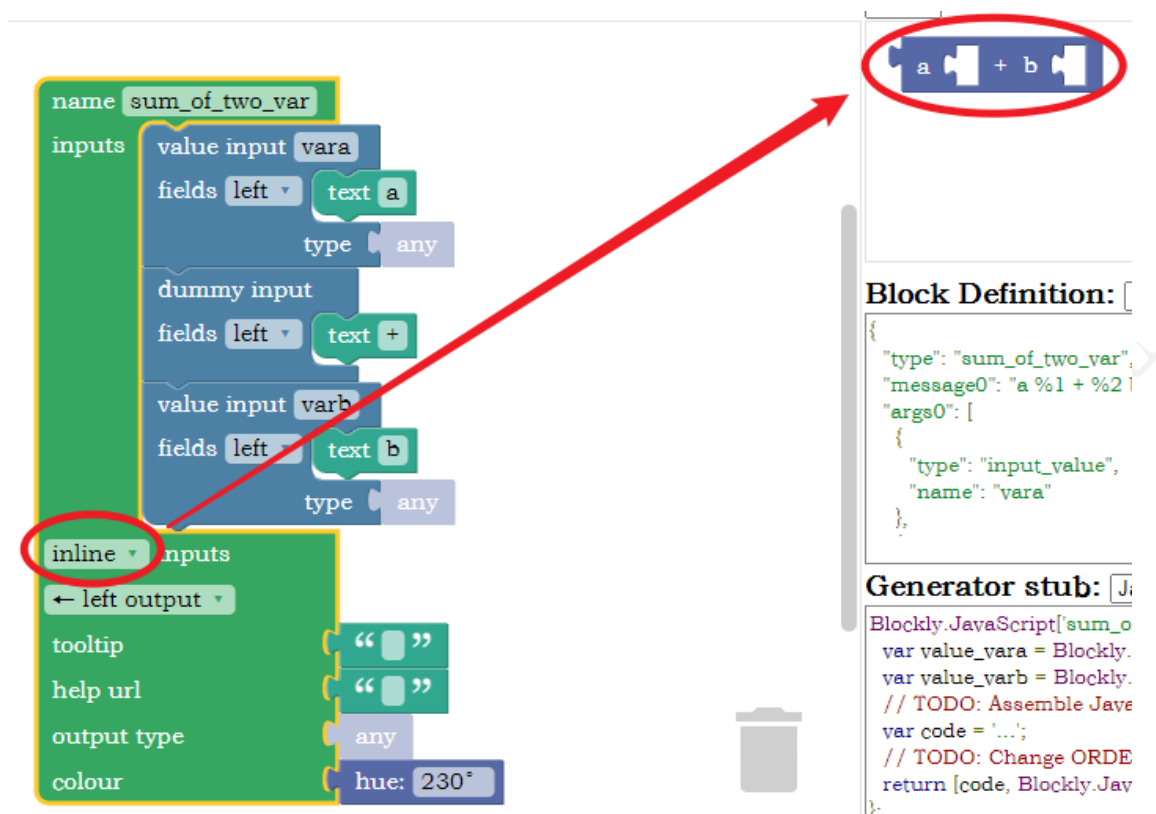 name sum_of_two_var
inputs value input vara
fields left text a
type any
dummy input
fields left text +
value input varb
fields left text b
type any
inline inputs
← left output
tooltip “ ”
help url “ ”
output type any
colour hue: 230°
a + b
Block Definition:
{
"type": "sum_of_two_var",
"message0": "a %1 + %2
"args0": [
{
"type": "input_value",
"name": "vara"
},
Generator stub:
Blockly.JavaScript['sum_o
var value_vara = Blockly.
var value_varb = Blockly.
// TODO: Assemble Java
var code = '...';
// TODO: Change ORDE
return [code, Blockly.Jav
};